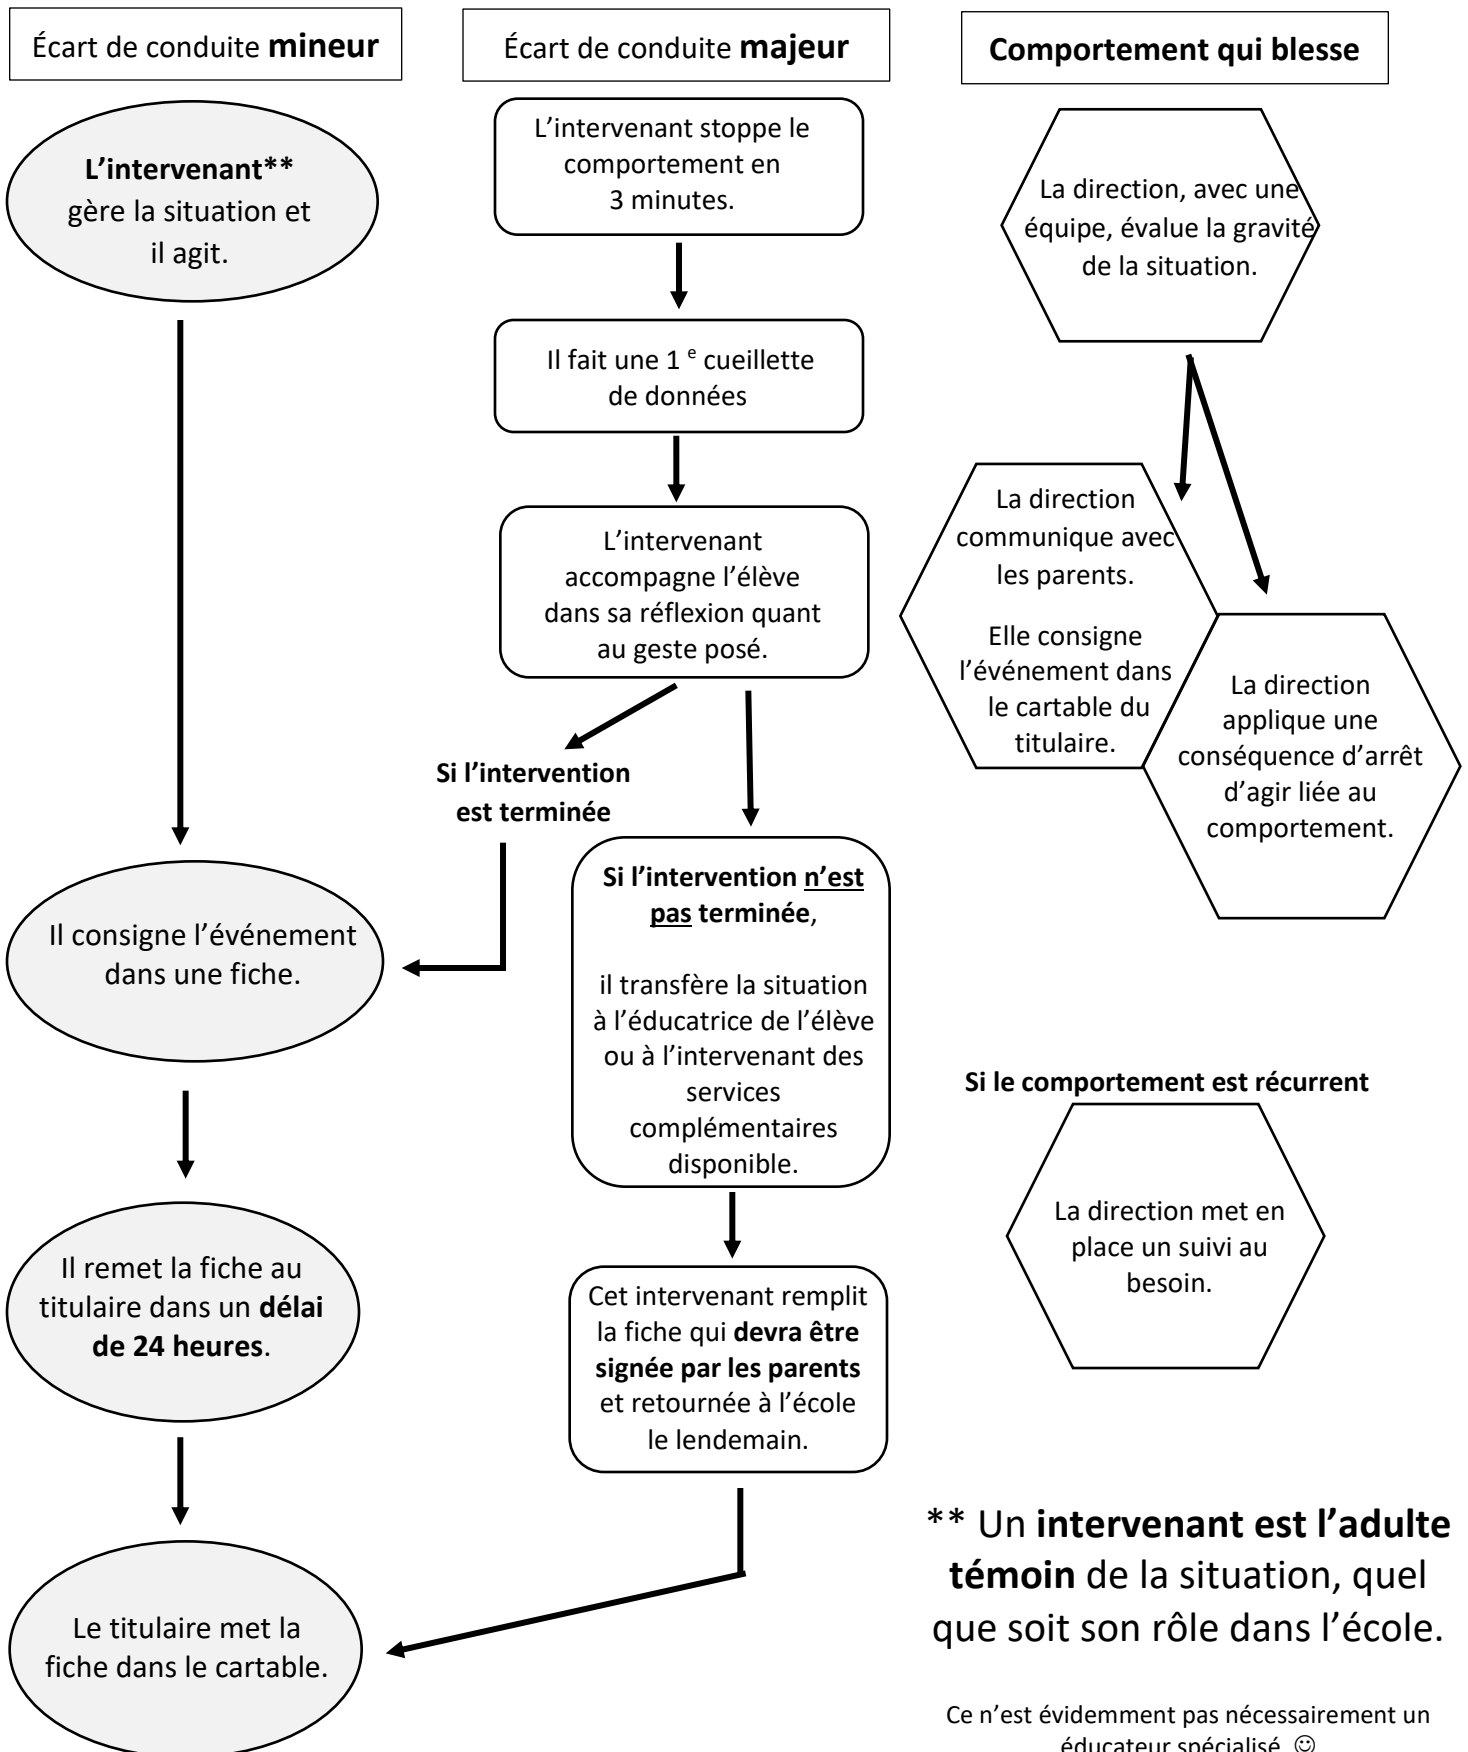 Écart de conduite mineur
L’intervenant**
gère la situation et
il agit.
Il consigne l’événement
dans une fiche.
Il remet la fiche au
titulaire dans un délai
de 24 heures.
Le titulaire met la
fiche dans le cartable.
Écart de conduite majeur
L’intervenant stoppe le
comportement en
3 minutes.
Il fait une 1 e cueillette
de données
L’intervenant
accompagne l’élève
dans sa réflexion quant
au geste posé.
Si l’intervention
est terminée
Si l’intervention n’est
pas terminée,
il transfère la situation
à l’éducatrice de l’élève
ou à l’intervenant des
services
complémentaires
disponible.
Cet intervenant remplit
la fiche qui devra être
signée par les parents
et retournée à l’école
le lendemain.
Comportement qui blesse
La direction, avec une
équipe, évalue la gravité
de la situation.
La direction
communique avec
les parents.
Elle consigne
l’événement dans
le cartable du
titulaire.
La direction
applique une
conséquence d’arrêt
d’agir liée au
comportement.
Si le comportement est récurrent
La direction met en
place un suivi au
besoin.
** Un intervenant est l’adulte
témoin de la situation, quel
que soit son rôle dans l’école.
Ce n’est évidemment pas nécessairement un
éducateur spécialisé. ☺